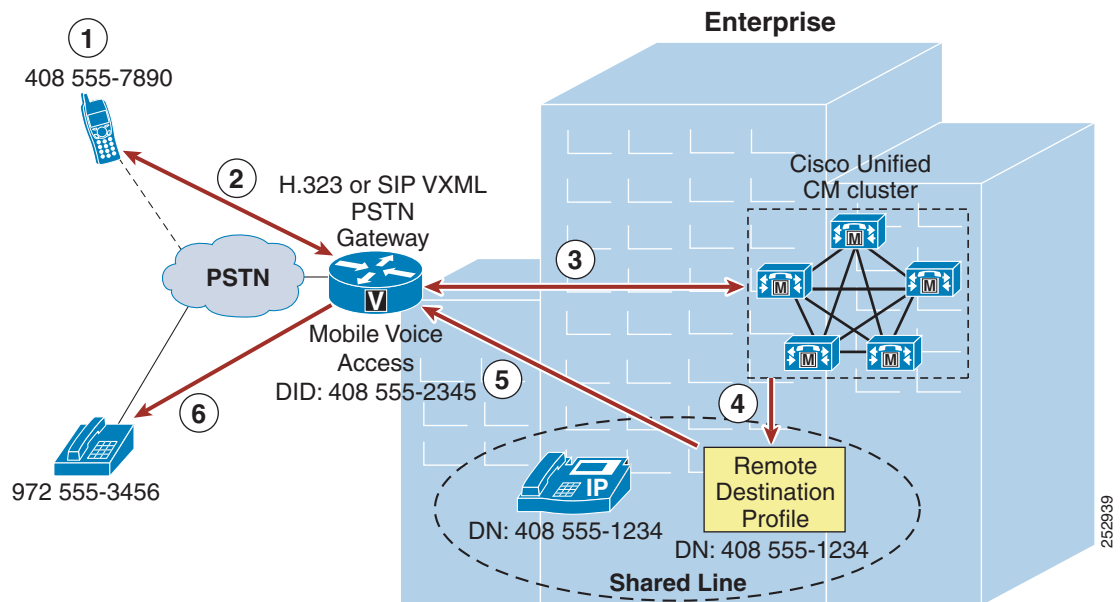 Enterprise
1
408 555-7890
2
H.323 or SIP VXML
PSTN
Gateway
Cisco Unified
CM cluster
M
M
M
M
M
3
PSTN
V
Mobile Voice
Access
DID: 408 555-2345
5
4
6
972 555-3456
IP
DN: 408 555-1234
Remote
Destination
Profile
DN: 408 555-1234
Shared Line
252939